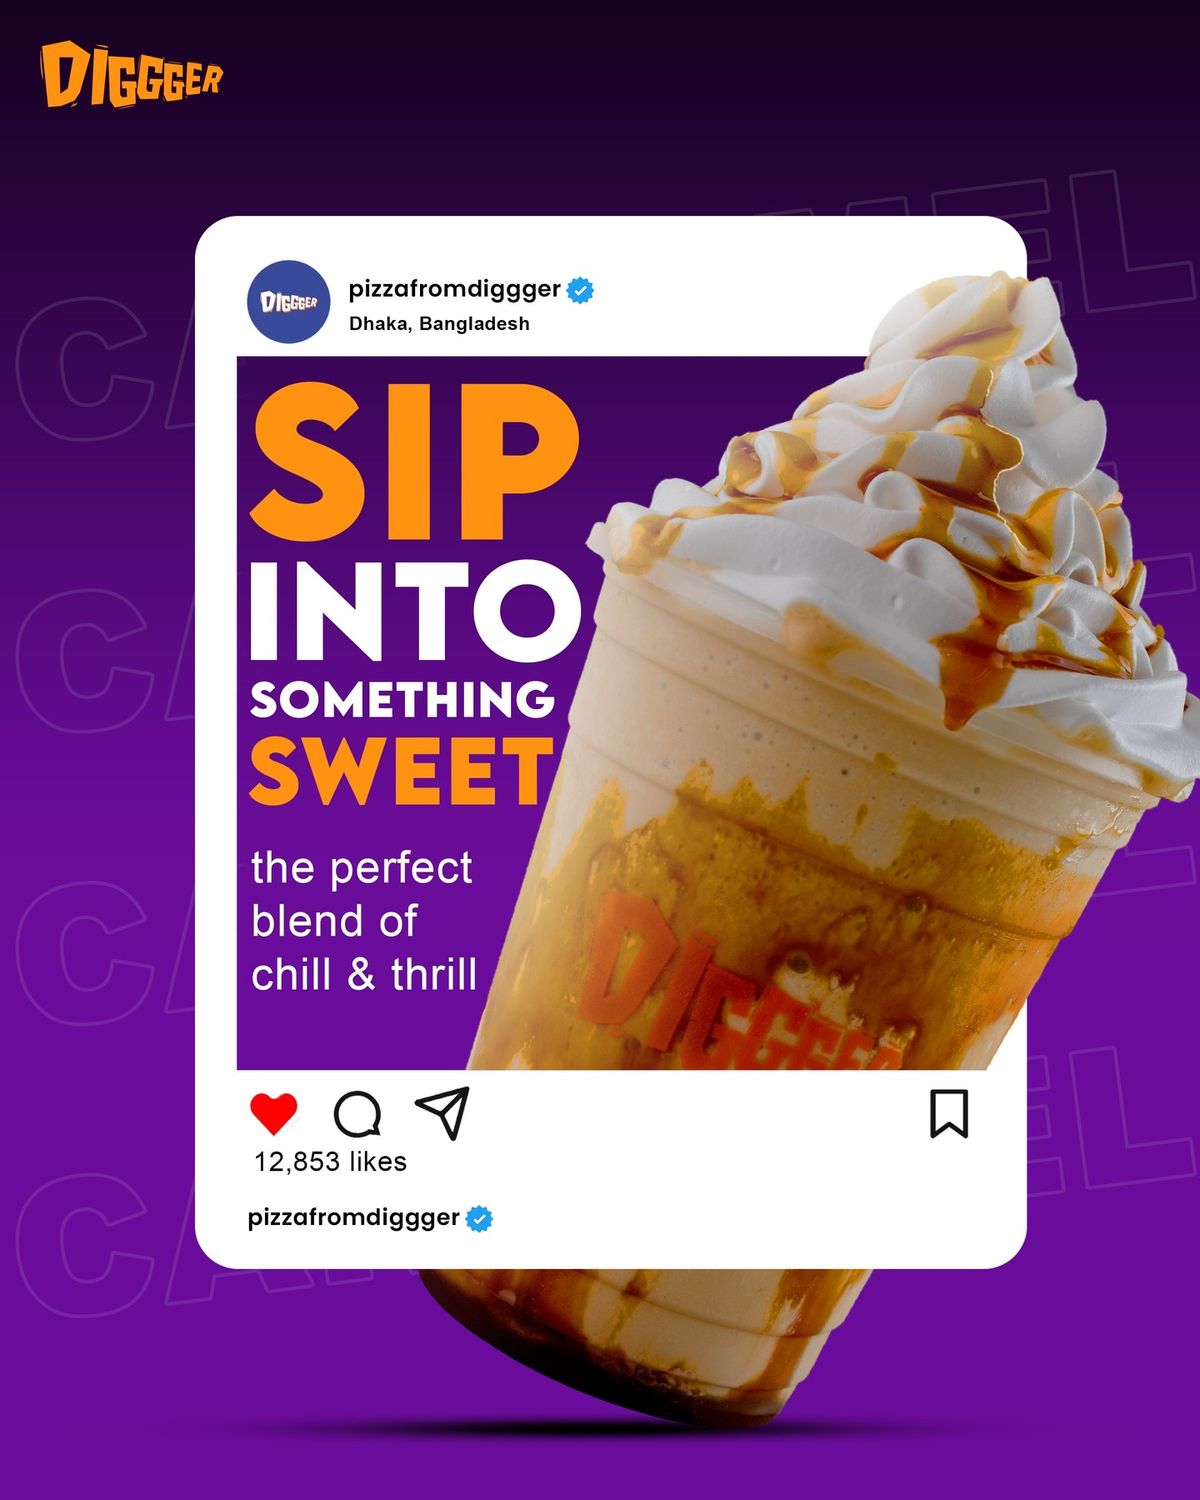 DIGGGER
DIGGGER
pizzafromdiggger
Dhaka, Bangladesh
SIP
INTO
SOMETHING
SWEET
the perfect
blend of
chill & thrill
DIGGGER
12,853 likes
pizzafromdiggger